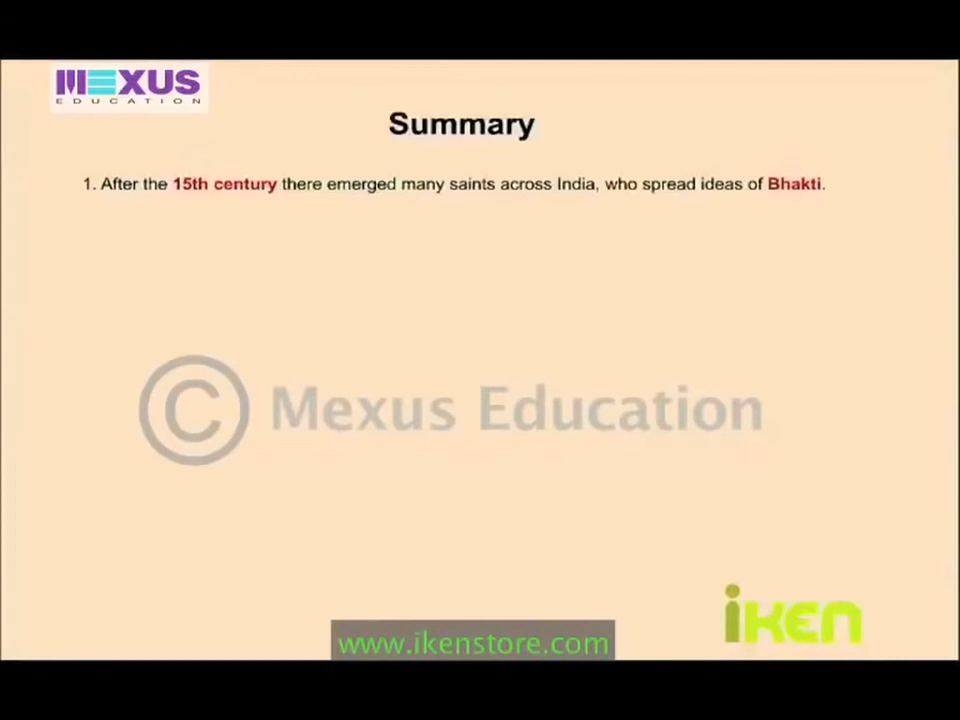 MEXUS
EDUCATION
Summary
1. After the 15th century there emerged many saints across India, who spread ideas of Bhakti.
© Mexus Education
iKEN
www.ikenstore.com